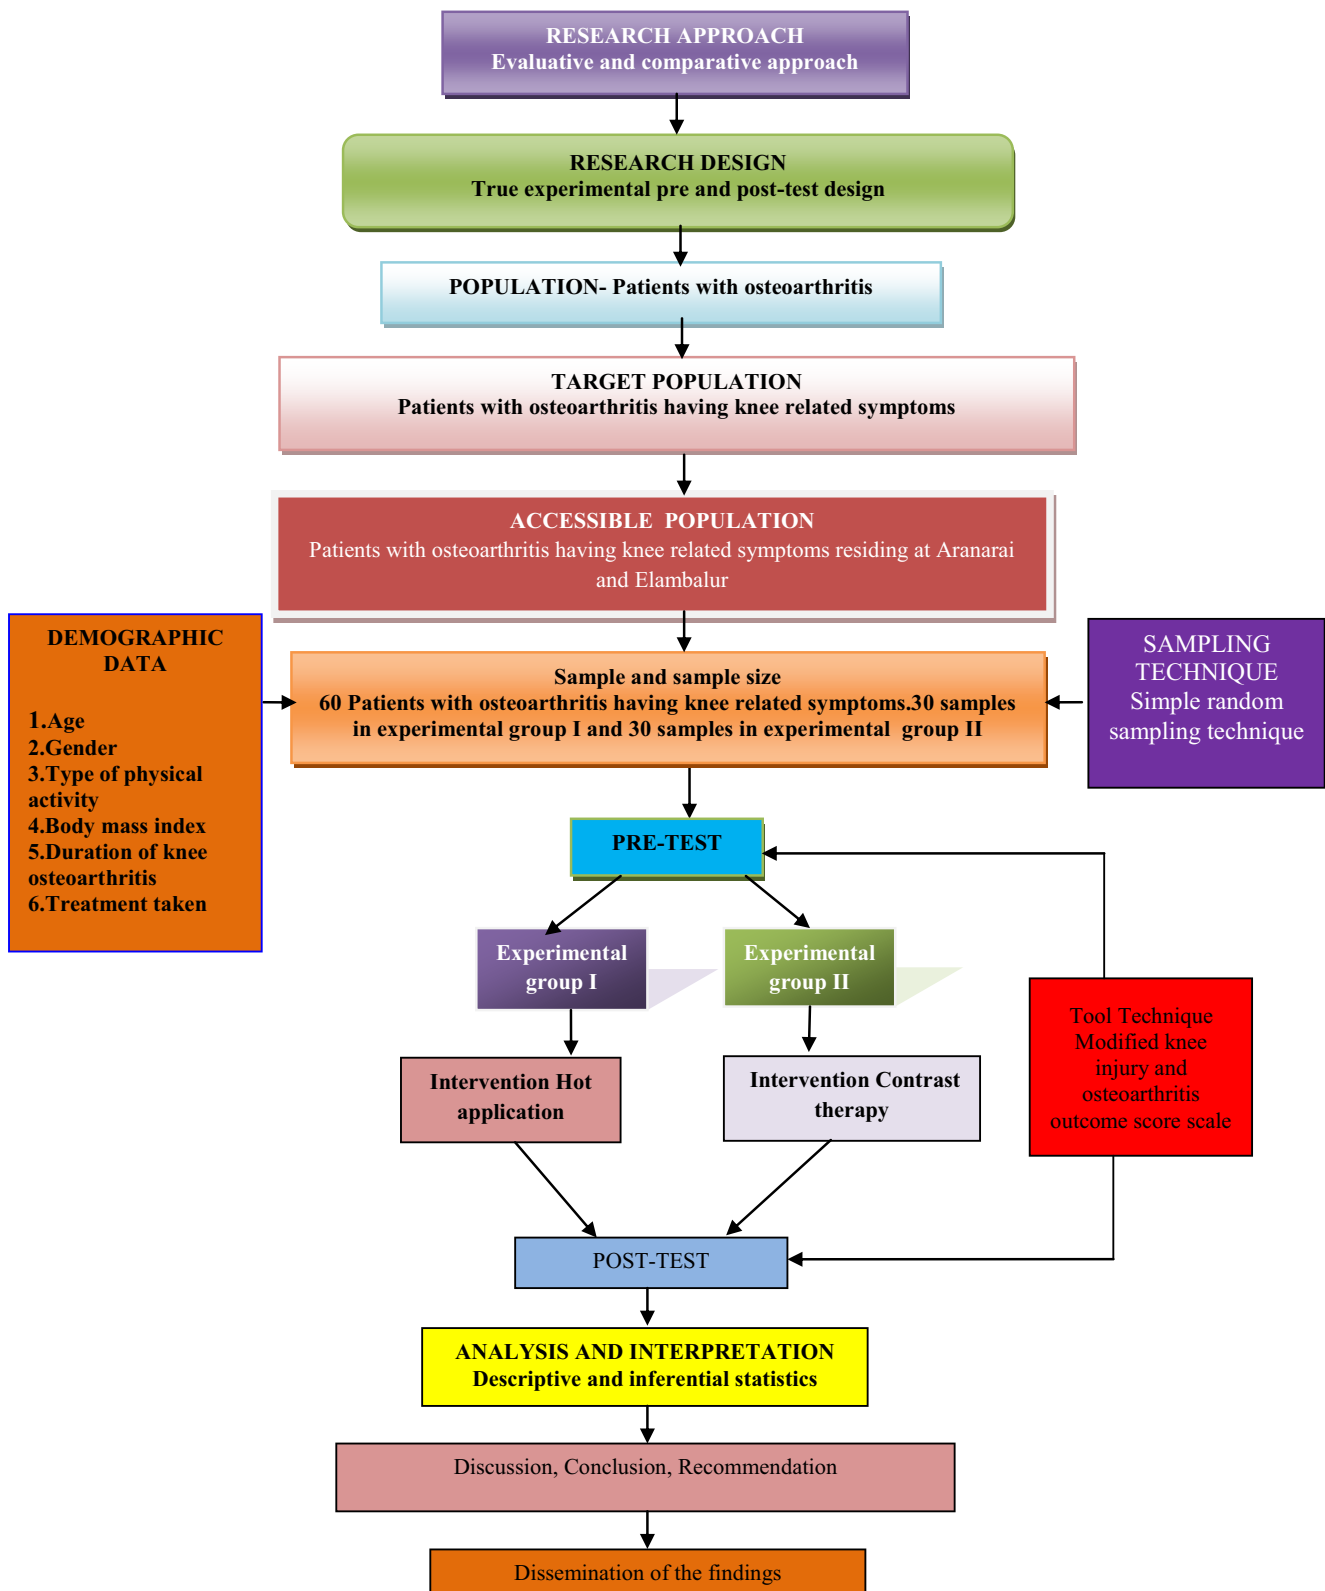 RESEARCH APPROACH
Evaluative and comparative approach
RESEARCH DESIGN
True experimental pre and post-test design
POPULATION- Patients with osteoarthritis
TARGET POPULATION
Patients with osteoarthritis having knee related symptoms
ACCESSIBLE POPULATION
Patients with osteoarthritis having knee related symptoms residing at Aranarai
and Elambalur
DEMOGRAPHIC
DATA
1.Age
2.Gender
3.Type of physical
activity
4.Body mass index
5.Duration of knee
osteoarthritis
6.Treatment taken
Sample and sample size
60 Patients with osteoarthritis having knee related symptoms.30 samples
in experimental group I and 30 samples in experimental group II
SAMPLING
TECHNIQUE
Simple random
sampling technique
PRE-TEST
Experimental
group I
Experimental
group II
Intervention Hot
application
Intervention Contrast
therapy
Tool Technique
Modified knee
injury and
osteoarthritis
outcome score scale
POST-TEST
ANALYSIS AND INTERPRETATION
Descriptive and inferential statistics
Discussion, Conclusion, Recommendation
Dissemination of the findings